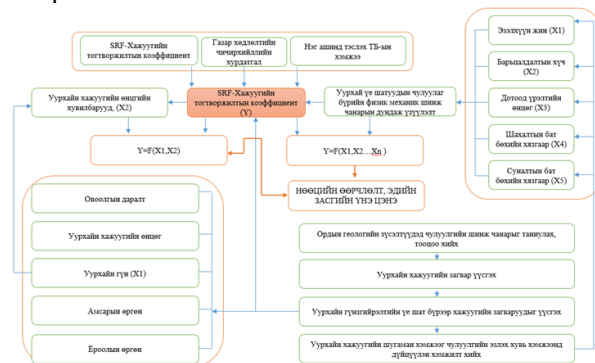 SRF-Хажуугийн
тогтворжилтын коэффициент
Газар хөдлөлтийн
чичирхийллийн
хурдатгал
Нэг ашинд тэслэх ТБ-ын
хэмжээ
Эзэлхүүн жин (X1)
Барьцалдалтын хүч
(X2)
Дотоод үрэлтийн
өнцөг (X3)
Шахалтын бат
бөхийн хязгаар (X4)
Суналтын бат
бөхийн хязгаар (X5)
Уурхайн хажуугийн өнцгийн
хувилбарууд, (X2)
SRF-Хажуугийн
тогтворжилтын коэффициент
(Y)
Уурхай үе шатуудын чулуулаг
бүрийн физик механик шинж
чанарын дундаж үзүүлэлт
Y=F(X1,X2)
Y=F(X1,X2…Xn )
НӨӨЦИЙН ӨӨРЧЛӨЛТ, ЭДИЙН
ЗАСГИЙН ҮНЭ ЦЭНЭ
Овоолгын даралт
Уурхайн хажуугийн өнцөг
Уурхайн гүн (X1)
Амсарын өргөн
Ёроолын өргөн
Ордын геологийн зүсэлтүүдэд чулуулгийн шинж чанарыг таниулах,
тооцоо хийх
Уурхайн хажуугийн загвар үүсгэх
Уурхайн гүнзгийрэлтийн үе шат бүрээр хажуугийн загваруудыг үүсгэх
Уурхайн хажуугийн шугаман хэмжээг чулуулгийн эзлэх хувь хэмжээнд
дүйцүүлэн хэмжилт хийх